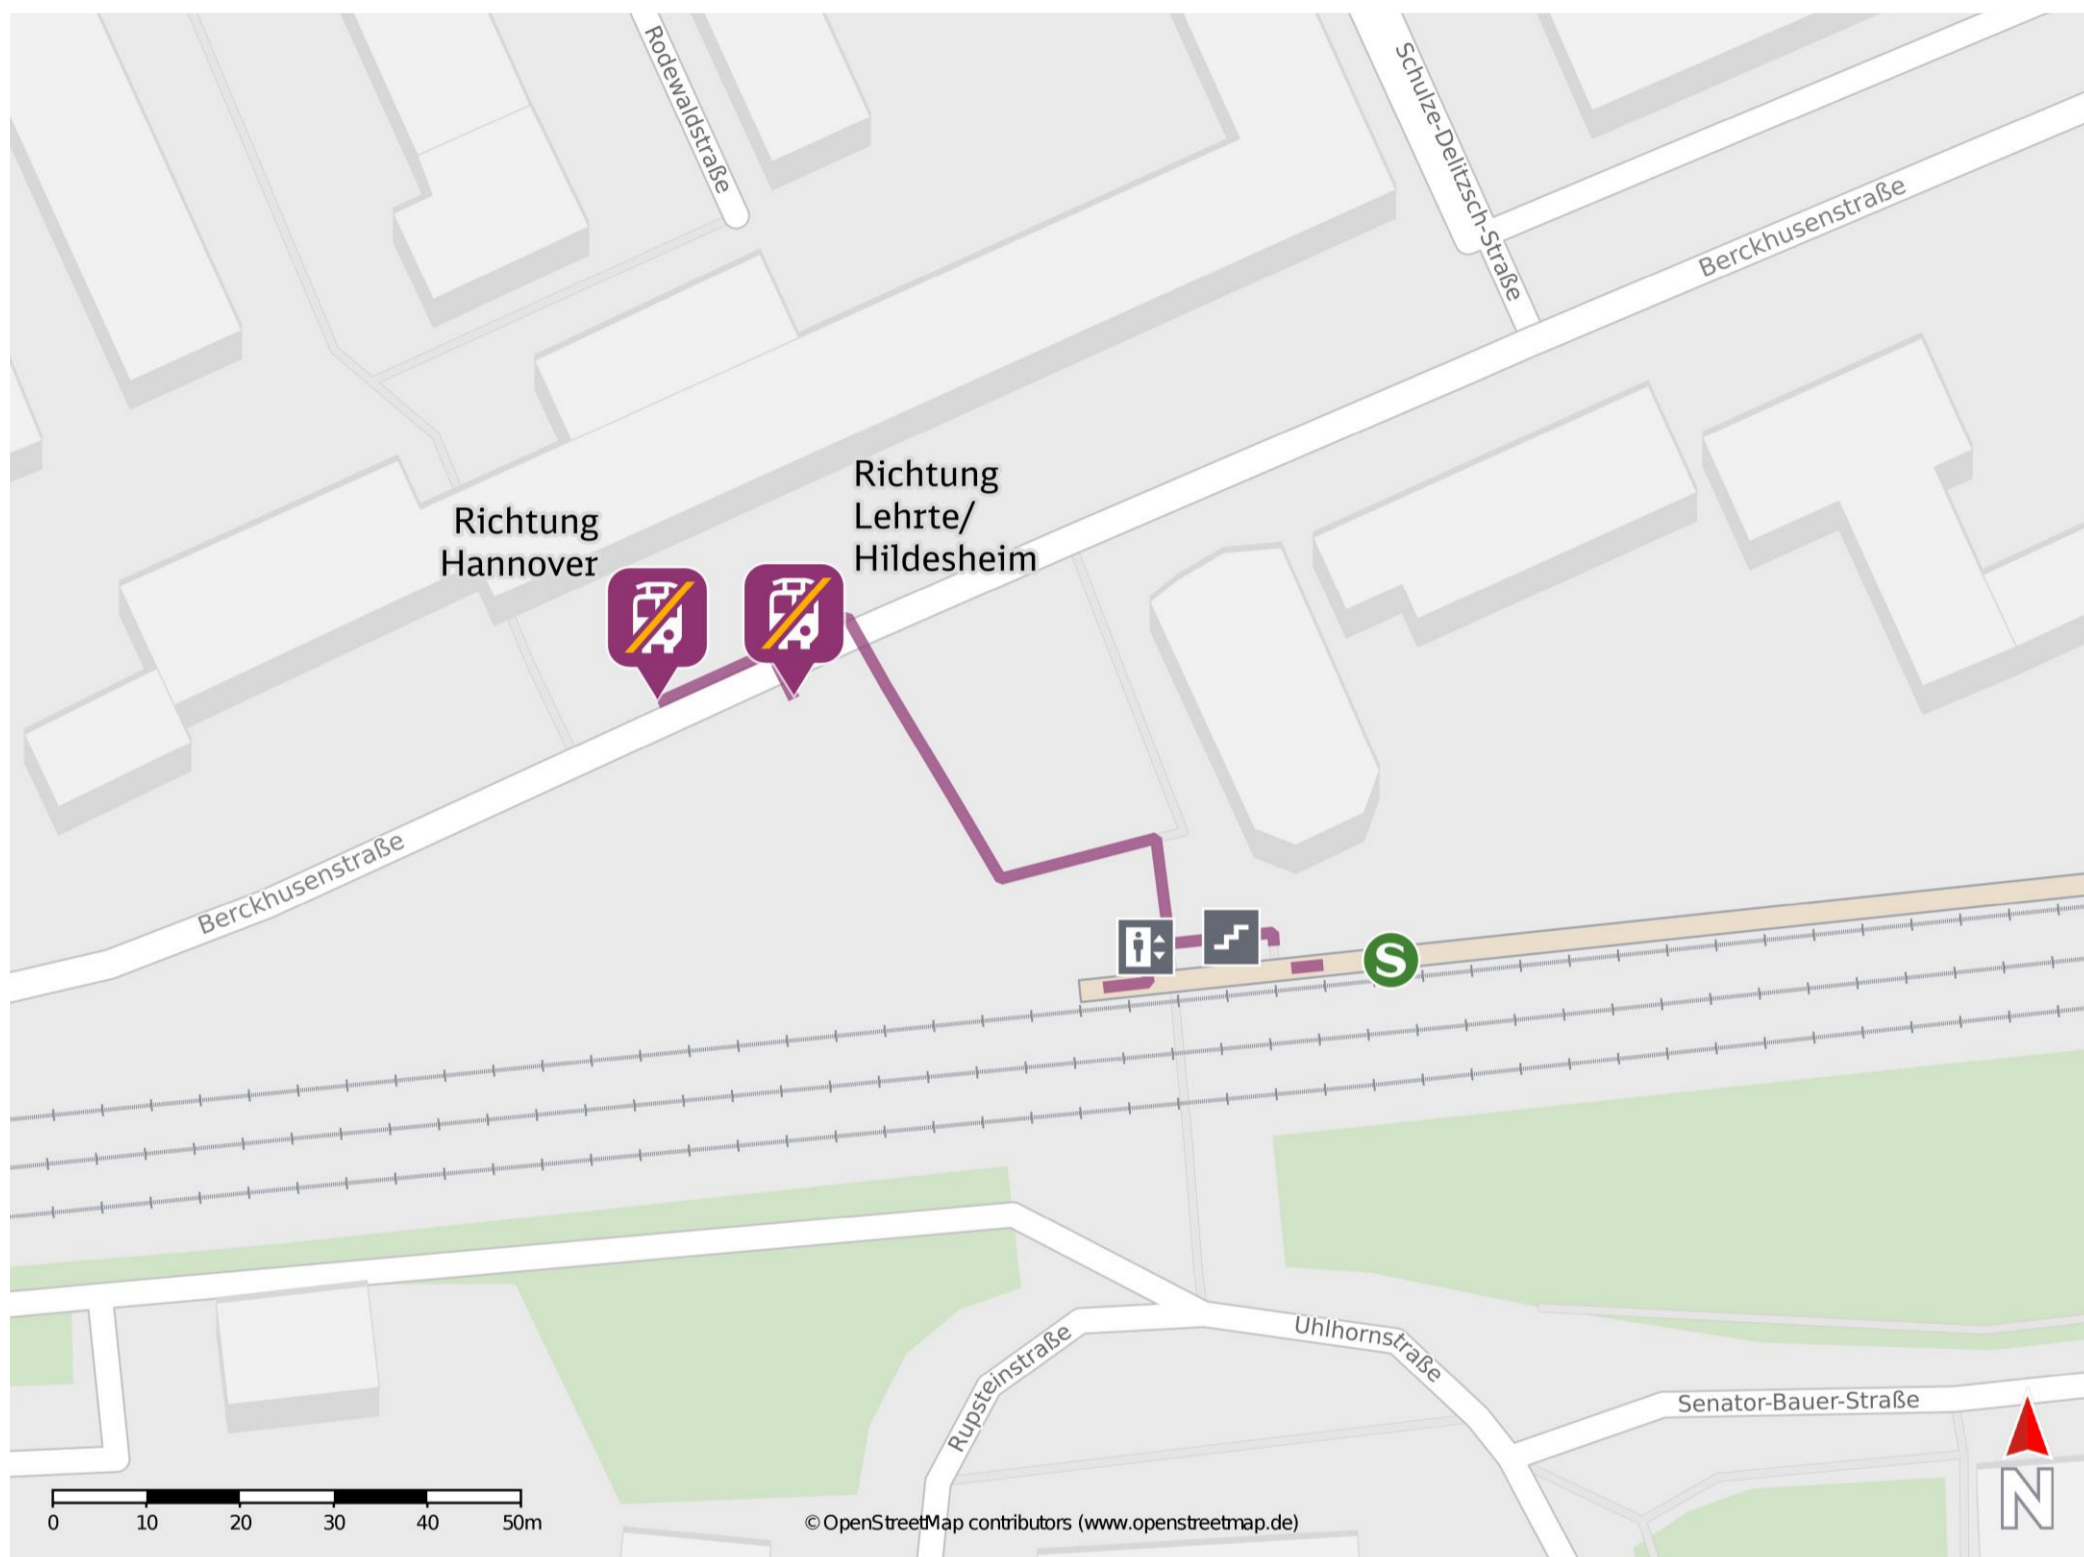 Rodewaldstraße
Schulze-Delitzsch-Straße
Berckhusenstraße
Richtung
Hannover
Richtung
Lehrte/
Hildesheim
Berckhusenstraße
S
Rupsteinstraße
Uhlhornstraße
Senator-Bauer-Straße
N
0 10 20 30 40 50m
© OpenStreetMap contributors (www.openstreetmap.de)